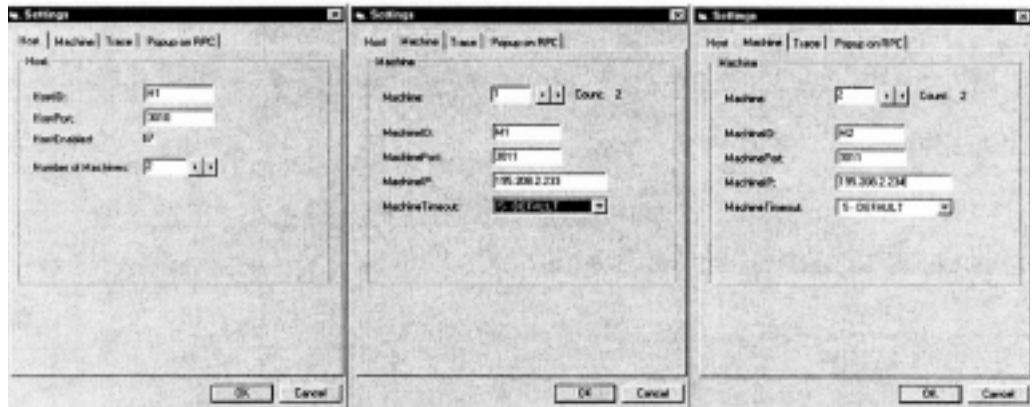 Settings
Host Machine Trace Popup on RPC
Host
HostID: H1
HostPort: 3010
HostEnabled:
Number of Machines: 2
OK Cancel
Settings
Host Machine Trace Popup on RPC
Machine
Machine: 1 Count: 2
MachineID: M1
MachinePort: 3011
MachineIP: 195.208.2.233
MachineTimeout: 5 - DEFAULT
OK Cancel
Settings
Host Machine Trace Popup on RPC
Machine
Machine: 2 Count: 2
MachineID: M2
MachinePort: 3011
MachineIP: 195.208.2.234
MachineTimeout: 5 - DEFAULT
OK Cancel